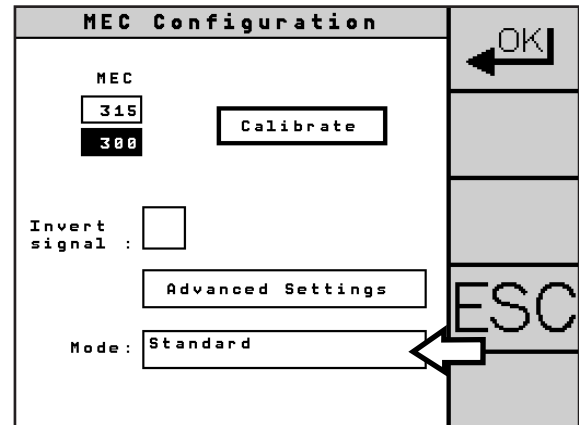 MEC Configuration
OK
MEC
315
300
Calibrate
Invert
signal :
Advanced Settings
ESC
Mode: Standard